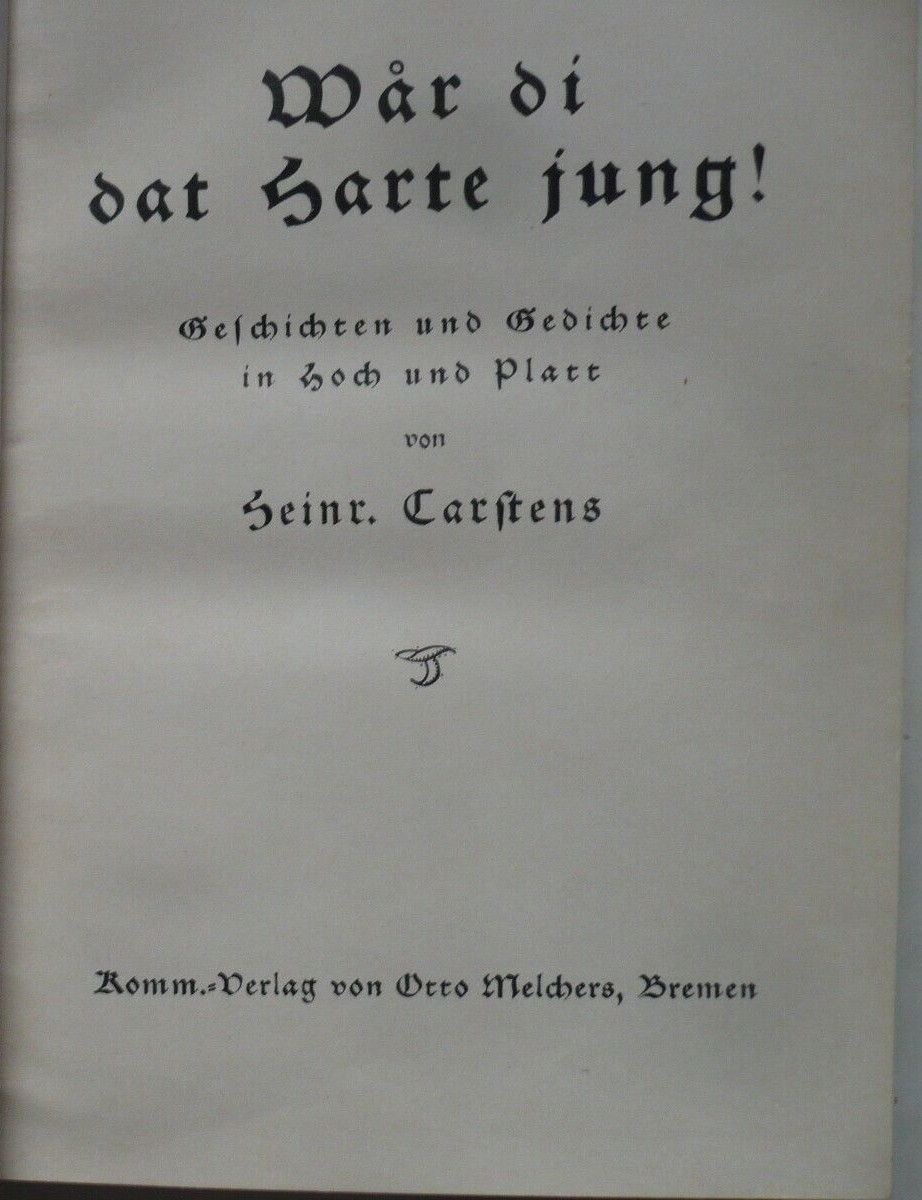 Wår di
dat Harte jung!
Geſchichten und Gedichte
in Hoch und Platt
von
Heinr. Carſtens
Komm.-Verlag von Otto Melchers, Bremen